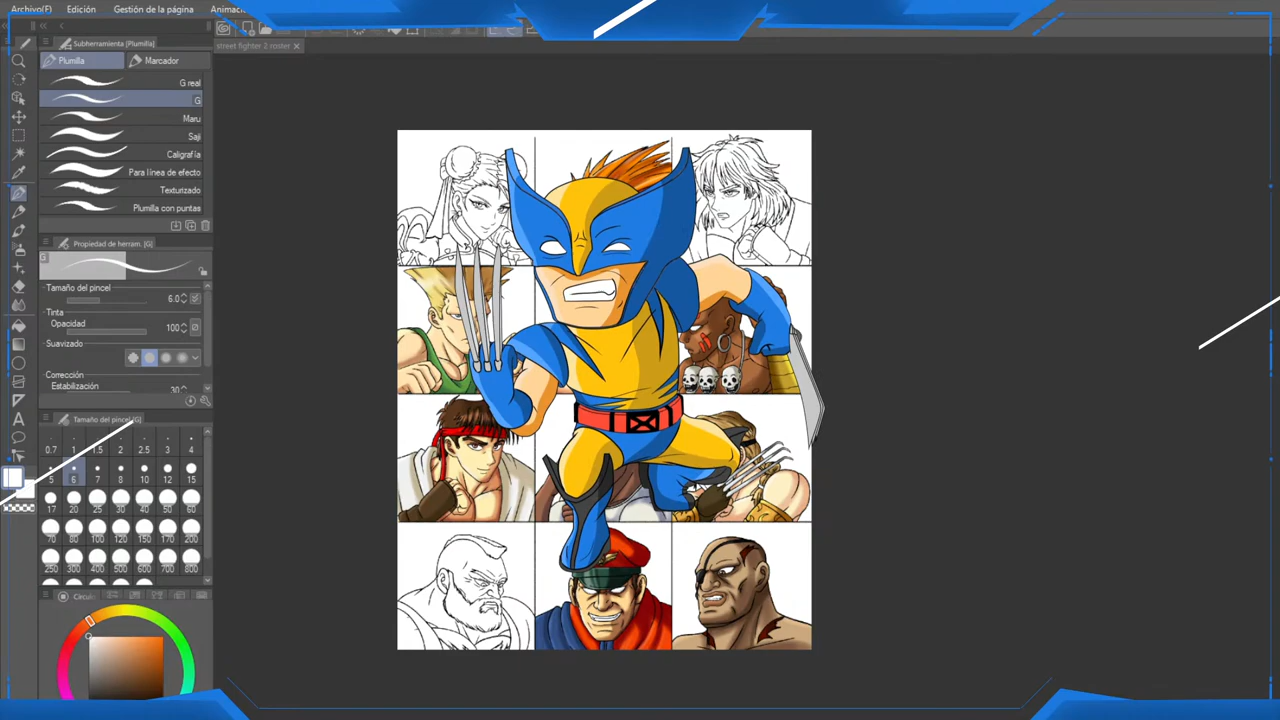 Archivo(F) Edición Gestión de la página Animació
street fighter 2 roster
Subherramienta [Plumilla]
Plumilla Marcador
G real
G
Maru
Saji
Caligrafía
Para línea de efecto
Texturizado
Plumilla con puntas
Propiedad de herram. [G]
G
Tamaño del pincel 6.0
Tinta
Opacidad 100
Suavizado
Corrección
Estabilización 30
Tamaño del pincel [G]
0.7 1 1.5 2 2.5 3 4
5 6 7 8 10 12 15
17 20 25 30 40 50 60
70 80 100 120 150 170 200
250 300 400 500 600 700 800
Círculo